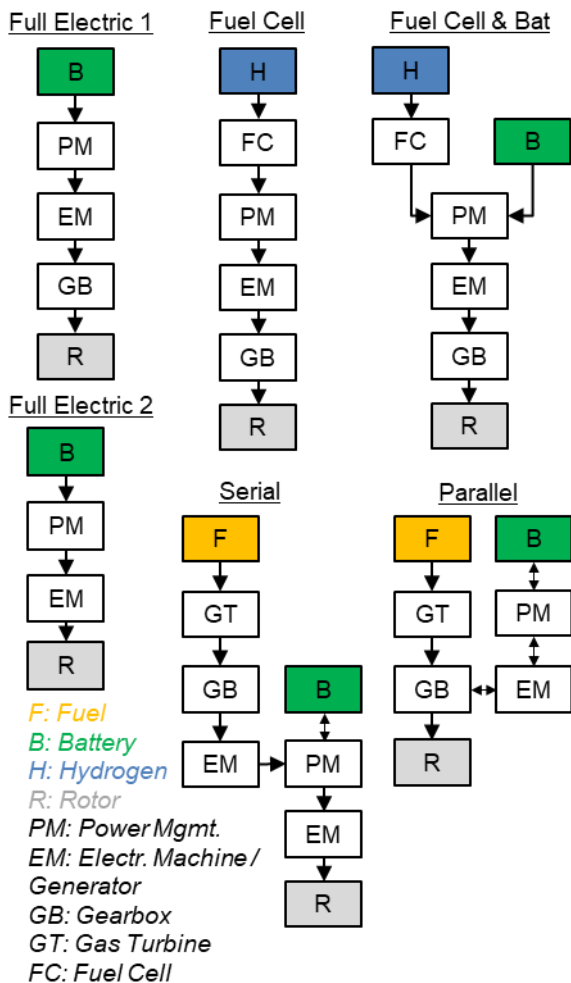 Full Electric 1
B
PM
EM
GB
R
Fuel Cell
H
FC
PM
EM
GB
R
Fuel Cell & Bat
H
FC
B
PM
EM
GB
R
Full Electric 2
B
PM
EM
R
Serial
F
GT
GB
B
EM
PM
EM
R
Parallel
F
B
GT
PM
GB
EM
R
F: Fuel
B: Battery
H: Hydrogen
R: Rotor
PM: Power Mgmt.
EM: Electr. Machine /
Generator
GB: Gearbox
GT: Gas Turbine
FC: Fuel Cell